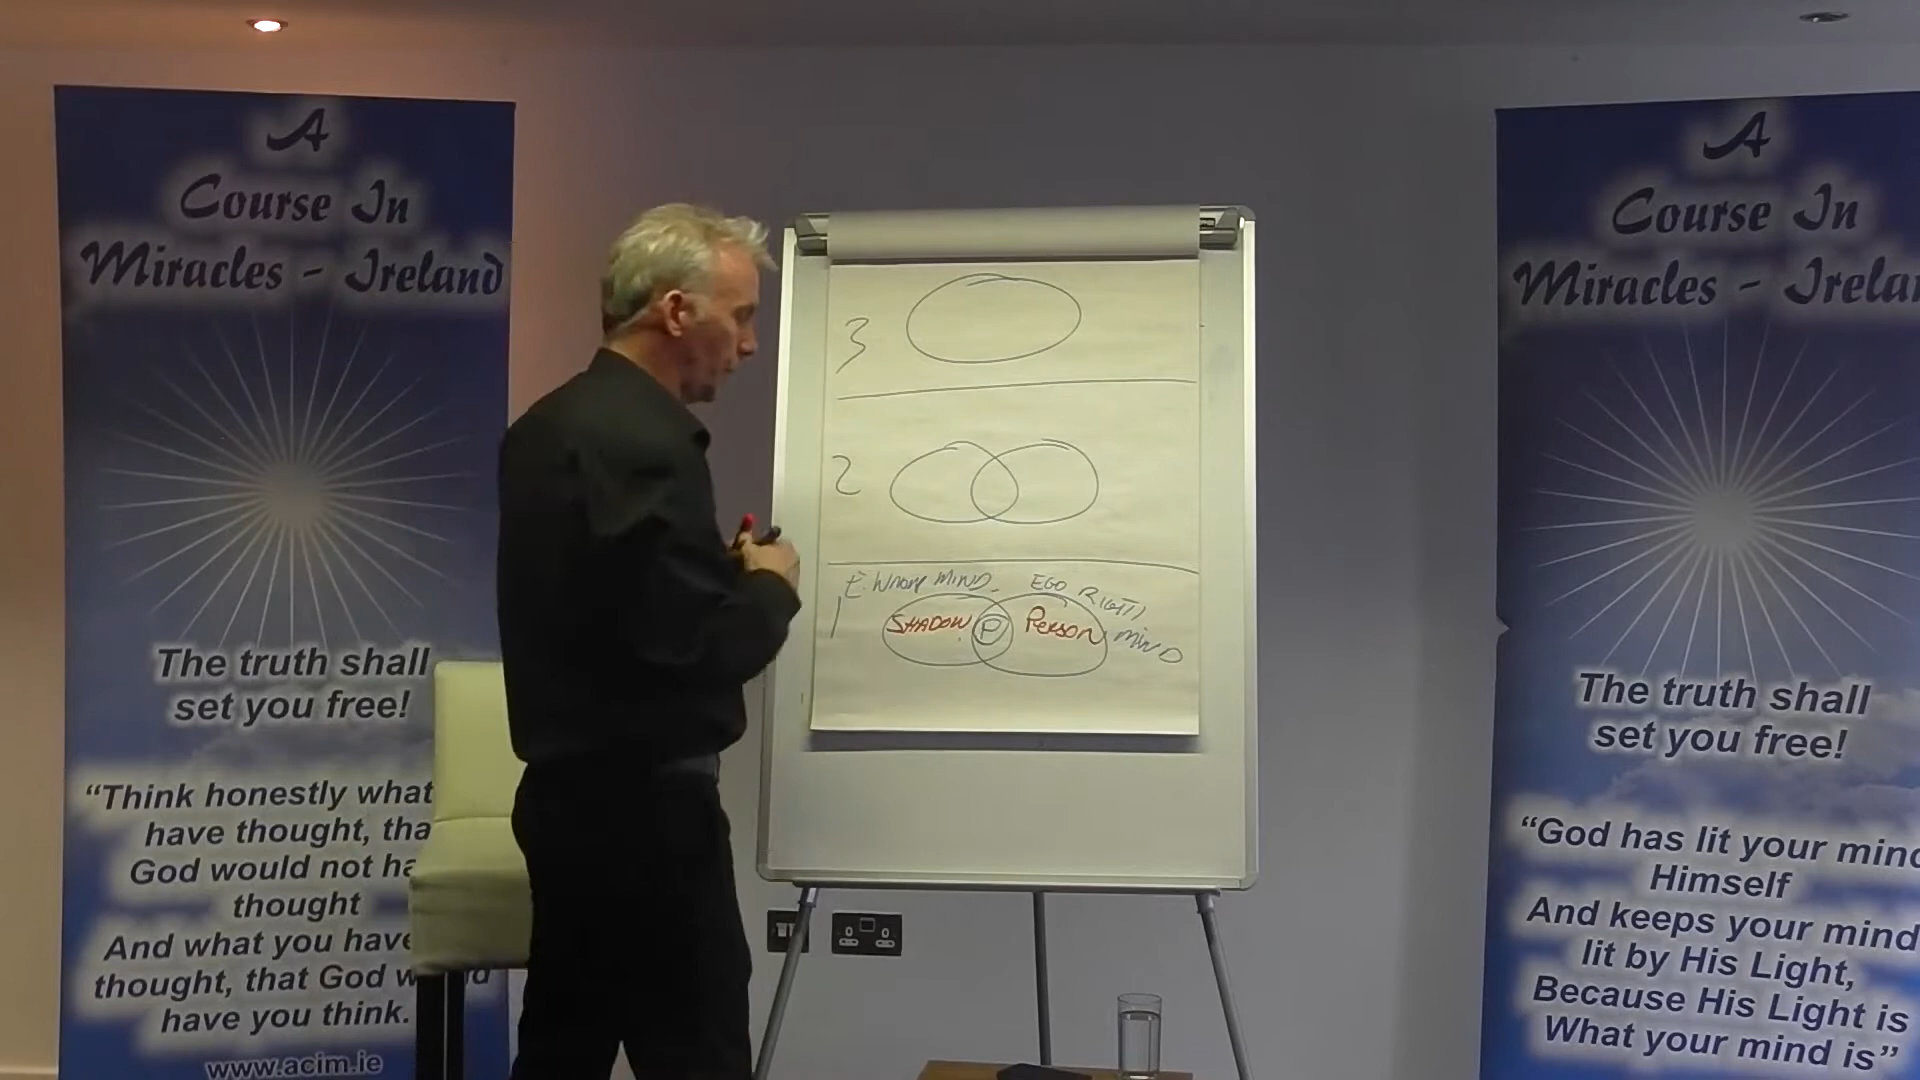 A
Course In
Miracles - Ireland
The truth shall
set you free!
“Think honestly what
have thought, tha
God would not ha
thought
And what you have
thought, that God w
have you think.
www.acim.ie
3
2
1
E. Wrong MIND.
EGO RIGHT
MIND
SHADOW
P
PERSON
A
Course In
Miracles - Irela
The truth shall
set you free!
“God has lit your mind
Himself
And keeps your mind
lit by His Light,
Because His Light is
What your mind is”